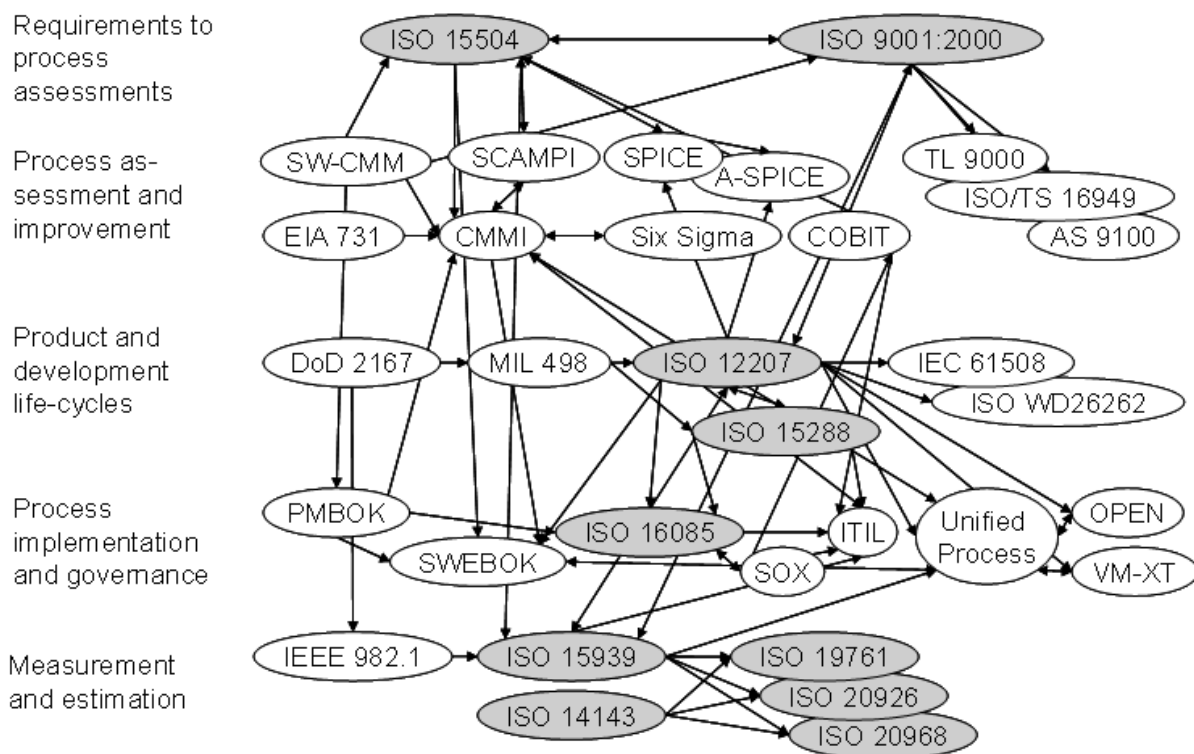 Requirements to
process
assessments
ISO 15504
ISO 9001:2000
Process as-
sessment and
improvement
SW-CMM
SCAMPI
SPICE
A-SPICE
TL 9000
ISO/TS 16949
AS 9100
EIA 731
CMMI
Six Sigma
COBIT
Product and
development
life-cycles
DoD 2167
MIL 498
ISO 12207
IEC 61508
ISO WD26262
ISO 15288
Process
implementation
and governance
PMBOK
ISO 16085
ITIL
Unified
Process
OPEN
SWEBOK
SOX
VM-XT
Measurement
and estimation
IEEE 982.1
ISO 15939
ISO 19761
ISO 20926
ISO 14143
ISO 20968